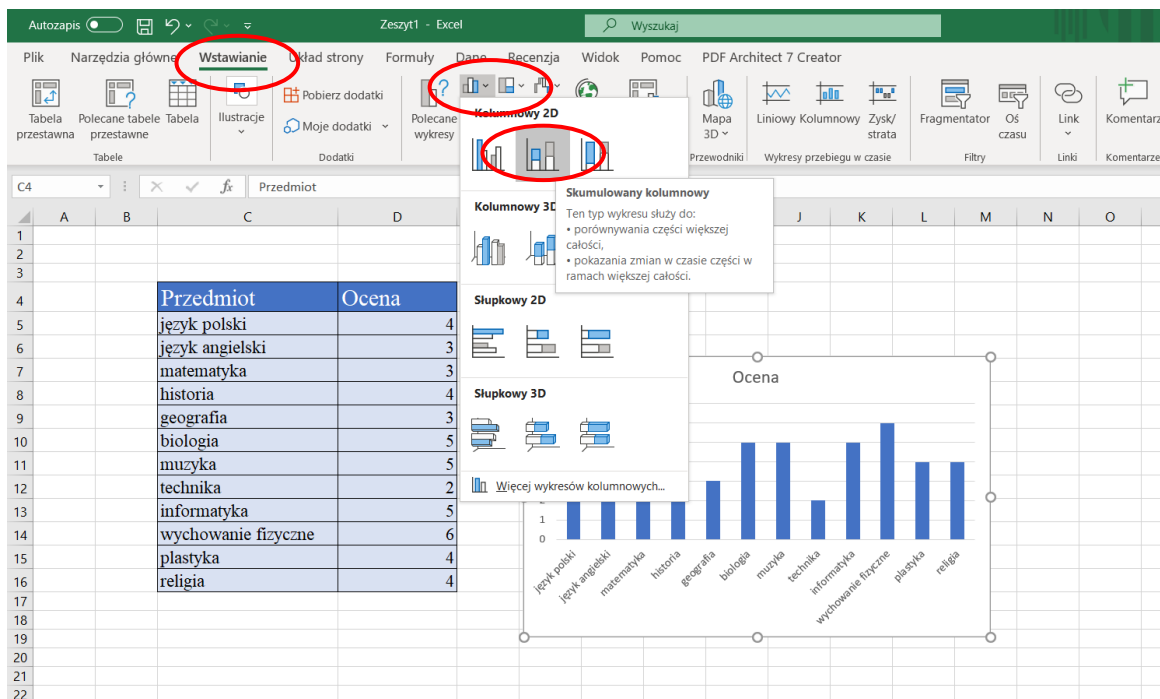 Autozapis Zeszyt1 - Excel Wyszukaj
Plik Narzędzia główne Wstawianie Układ strony Formuły Dane Recenzja Widok Pomoc PDF Architect 7 Creator
Tabela przestawna
Polecane tabele przestawne
Tabela
Tabele
Ilustracje
Pobierz dodatki
Moje dodatki
Dodatki
Polecane wykresy
Mapa 3D
Przewodniki
Liniowy Kolumnowy Zysk/strata
Wykresy przebiegu w czasie
Fragmentator
Oś czasu
Filtry
Link
Linki
Komentarz
Komentarze
C4 fx Przedmiot
A B C D J K L M N O
Kolumnowy 2D
Skumulowany kolumnowy
Ten typ wykresu służy do:
• porównywania części większej
całości,
• pokazania zmian w czasie części w
ramach większej całości.
Kolumnowy 3D
Słupkowy 2D
Słupkowy 3D
Więcej wykresów kolumnowych...
1
2
3
4 Przedmiot Ocena
5 język polski 4
6 język angielski 3
7 matematyka 3
8 historia 4
9 geografia 3
10 biologia 5
11 muzyka 5
12 technika 2
13 informatyka 5
14 wychowanie fizyczne 6
15 plastyka 4
16 religia 4
17
18
19
20
21
22
Ocena
1
0
język polski
język angielski
matematyka
historia
geografia
biologia
muzyka
technika
informatyka
wychowanie fizyczne
plastyka
religia